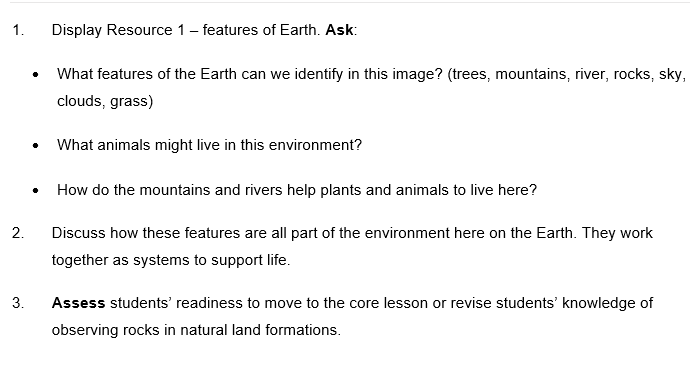 1. Display Resource 1 – features of Earth. Ask:
• What features of the Earth can we identify in this image? (trees, mountains, river, rocks, sky,
clouds, grass)
• What animals might live in this environment?
• How do the mountains and rivers help plants and animals to live here?
2. Discuss how these features are all part of the environment here on the Earth. They work
together as systems to support life.
3. Assess students’ readiness to move to the core lesson or revise students’ knowledge of
observing rocks in natural land formations.